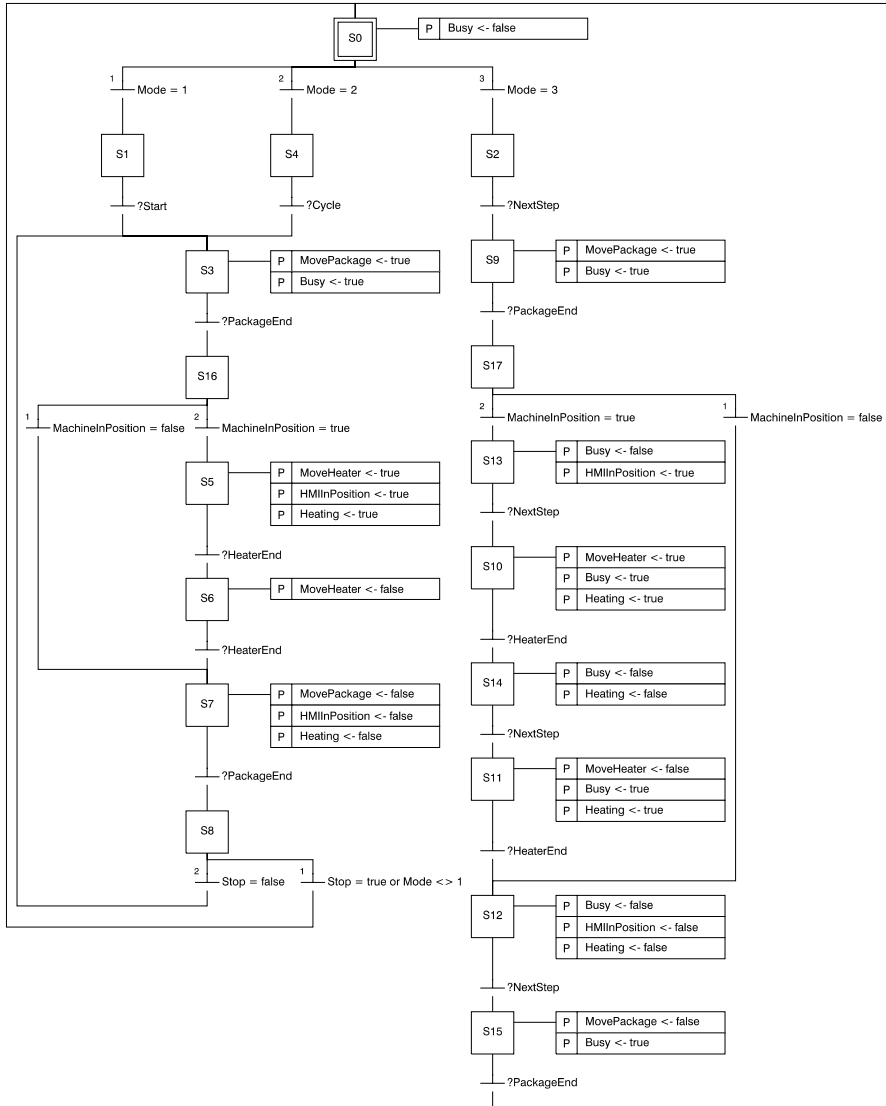 S0
P Busy <- false
1 Mode = 1
2 Mode = 2
3 Mode = 3
S1
S4
S2
?Start
?Cycle
?NextStep
S3
P MovePackage <- true
P Busy <- true
S9
P MovePackage <- true
P Busy <- true
?PackageEnd
?PackageEnd
S16
S17
1 MachineInPosition = false
2 MachineInPosition = true
2 MachineInPosition = true
1 MachineInPosition = false
S5
P MoveHeater <- true
P HMIInPosition <- true
P Heating <- true
S13
P Busy <- false
P HMIInPosition <- true
?NextStep
?HeaterEnd
S10
P MoveHeater <- true
P Busy <- true
P Heating <- true
S6
P MoveHeater <- false
?HeaterEnd
?HeaterEnd
S7
P MovePackage <- false
P HMIInPosition <- false
P Heating <- false
S14
P Busy <- false
P Heating <- false
?NextStep
?PackageEnd
S11
P MoveHeater <- false
P Busy <- true
P Heating <- true
S8
?HeaterEnd
2 Stop = false
1 Stop = true or Mode <> 1
S12
P Busy <- false
P HMIInPosition <- false
P Heating <- false
?NextStep
S15
P MovePackage <- false
P Busy <- true
?PackageEnd